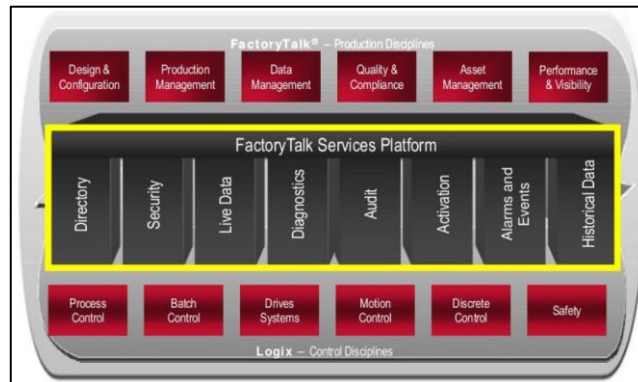 FactoryTalk® – Production Disciplines
Design &
Configuration
Production
Management
Data
Management
Quality &
Compliance
Asset
Management
Performance
& Visibility
FactoryTalk Services Platform
Directory
Security
Live Data
Diagnostics
Audit
Activation
Alarms and
Events
Historical Data
Process
Control
Batch
Control
Drives
Systems
Motion
Control
Discrete
Control
Safety
Logix – Control Disciplines